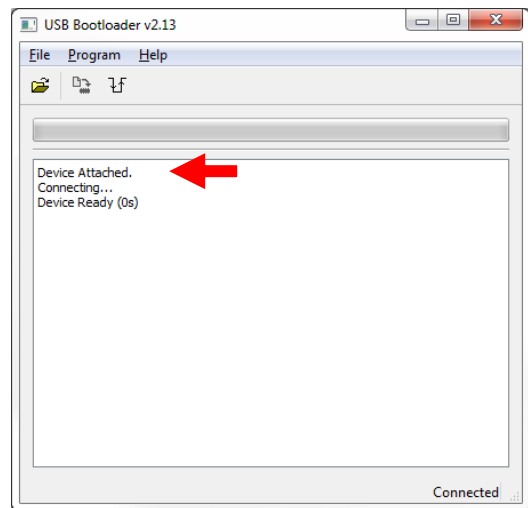 USB Bootloader v2.13
File Program Help
Device Attached.
Connecting...
Device Ready (0s)
Connected